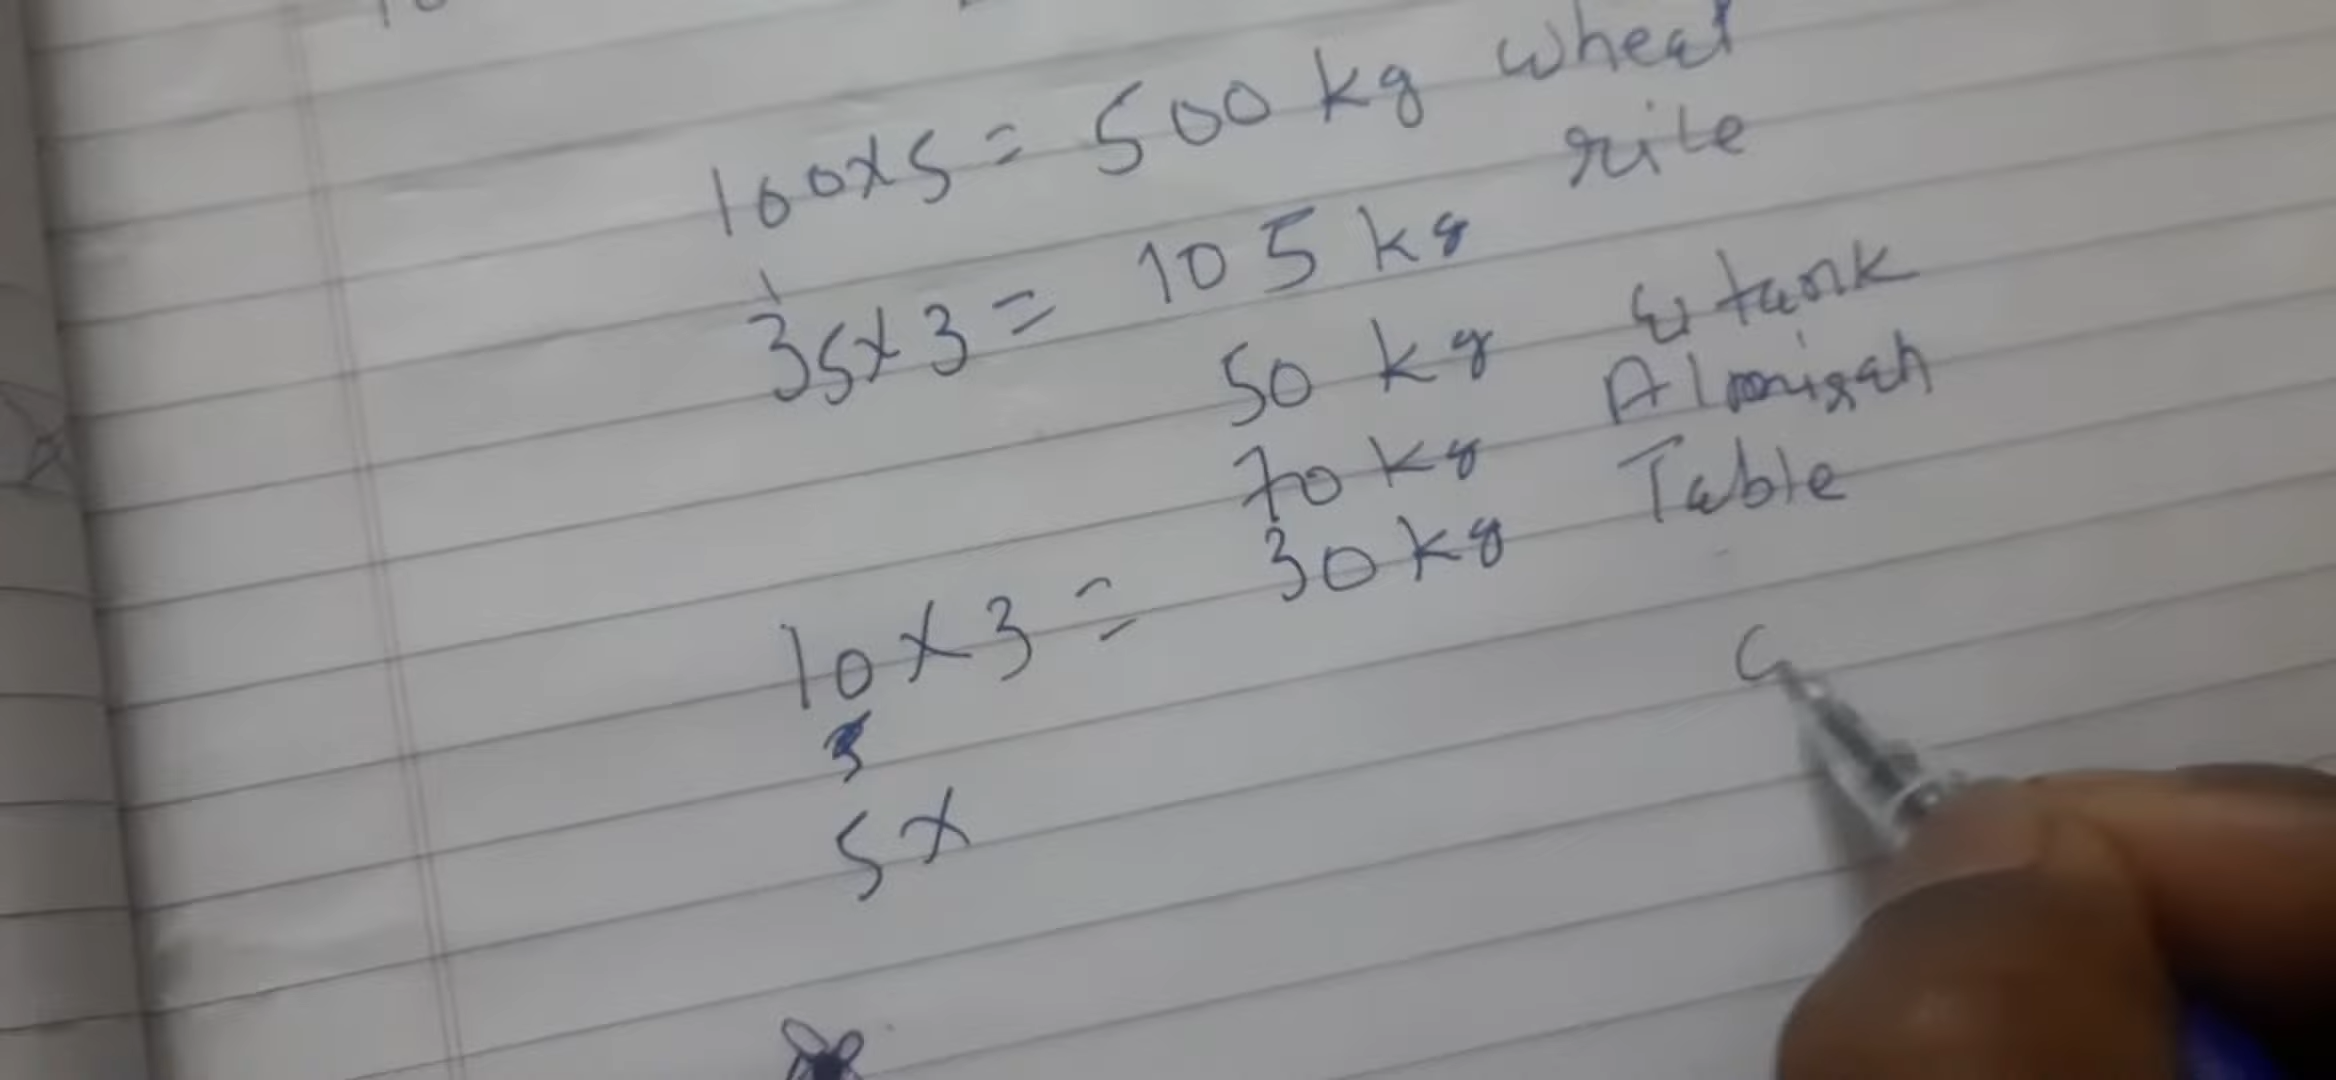 100x5 = 500 kg wheat
35x3 = 105 kg rice
50 kg tank
70 kg Almirah
10x3 = 30 kg Table
5x